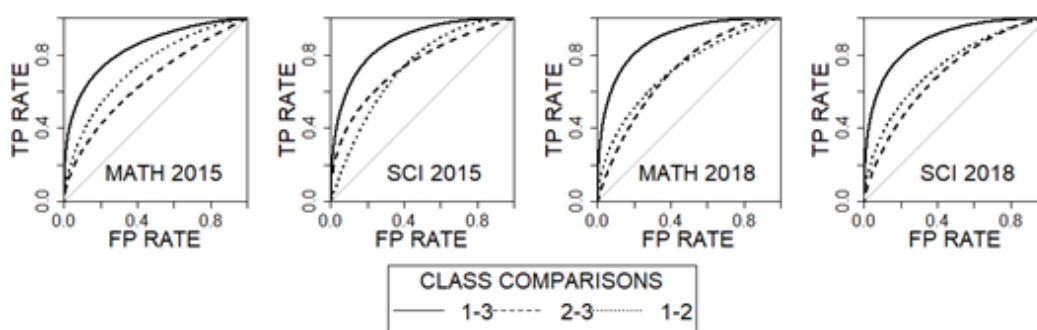 TP RATE
0.0 0.4 0.8
MATH 2015
0.0 0.4 0.8
FP RATE
TP RATE
0.0 0.4 0.8
SCI 2015
0.0 0.4 0.8
FP RATE
TP RATE
0.0 0.4 0.8
MATH 2018
0.0 0.4 0.8
FP RATE
TP RATE
0.0 0.4 0.8
SCI 2018
0.0 0.4 0.8
FP RATE
CLASS COMPARISONS
1-3 2-3 1-2